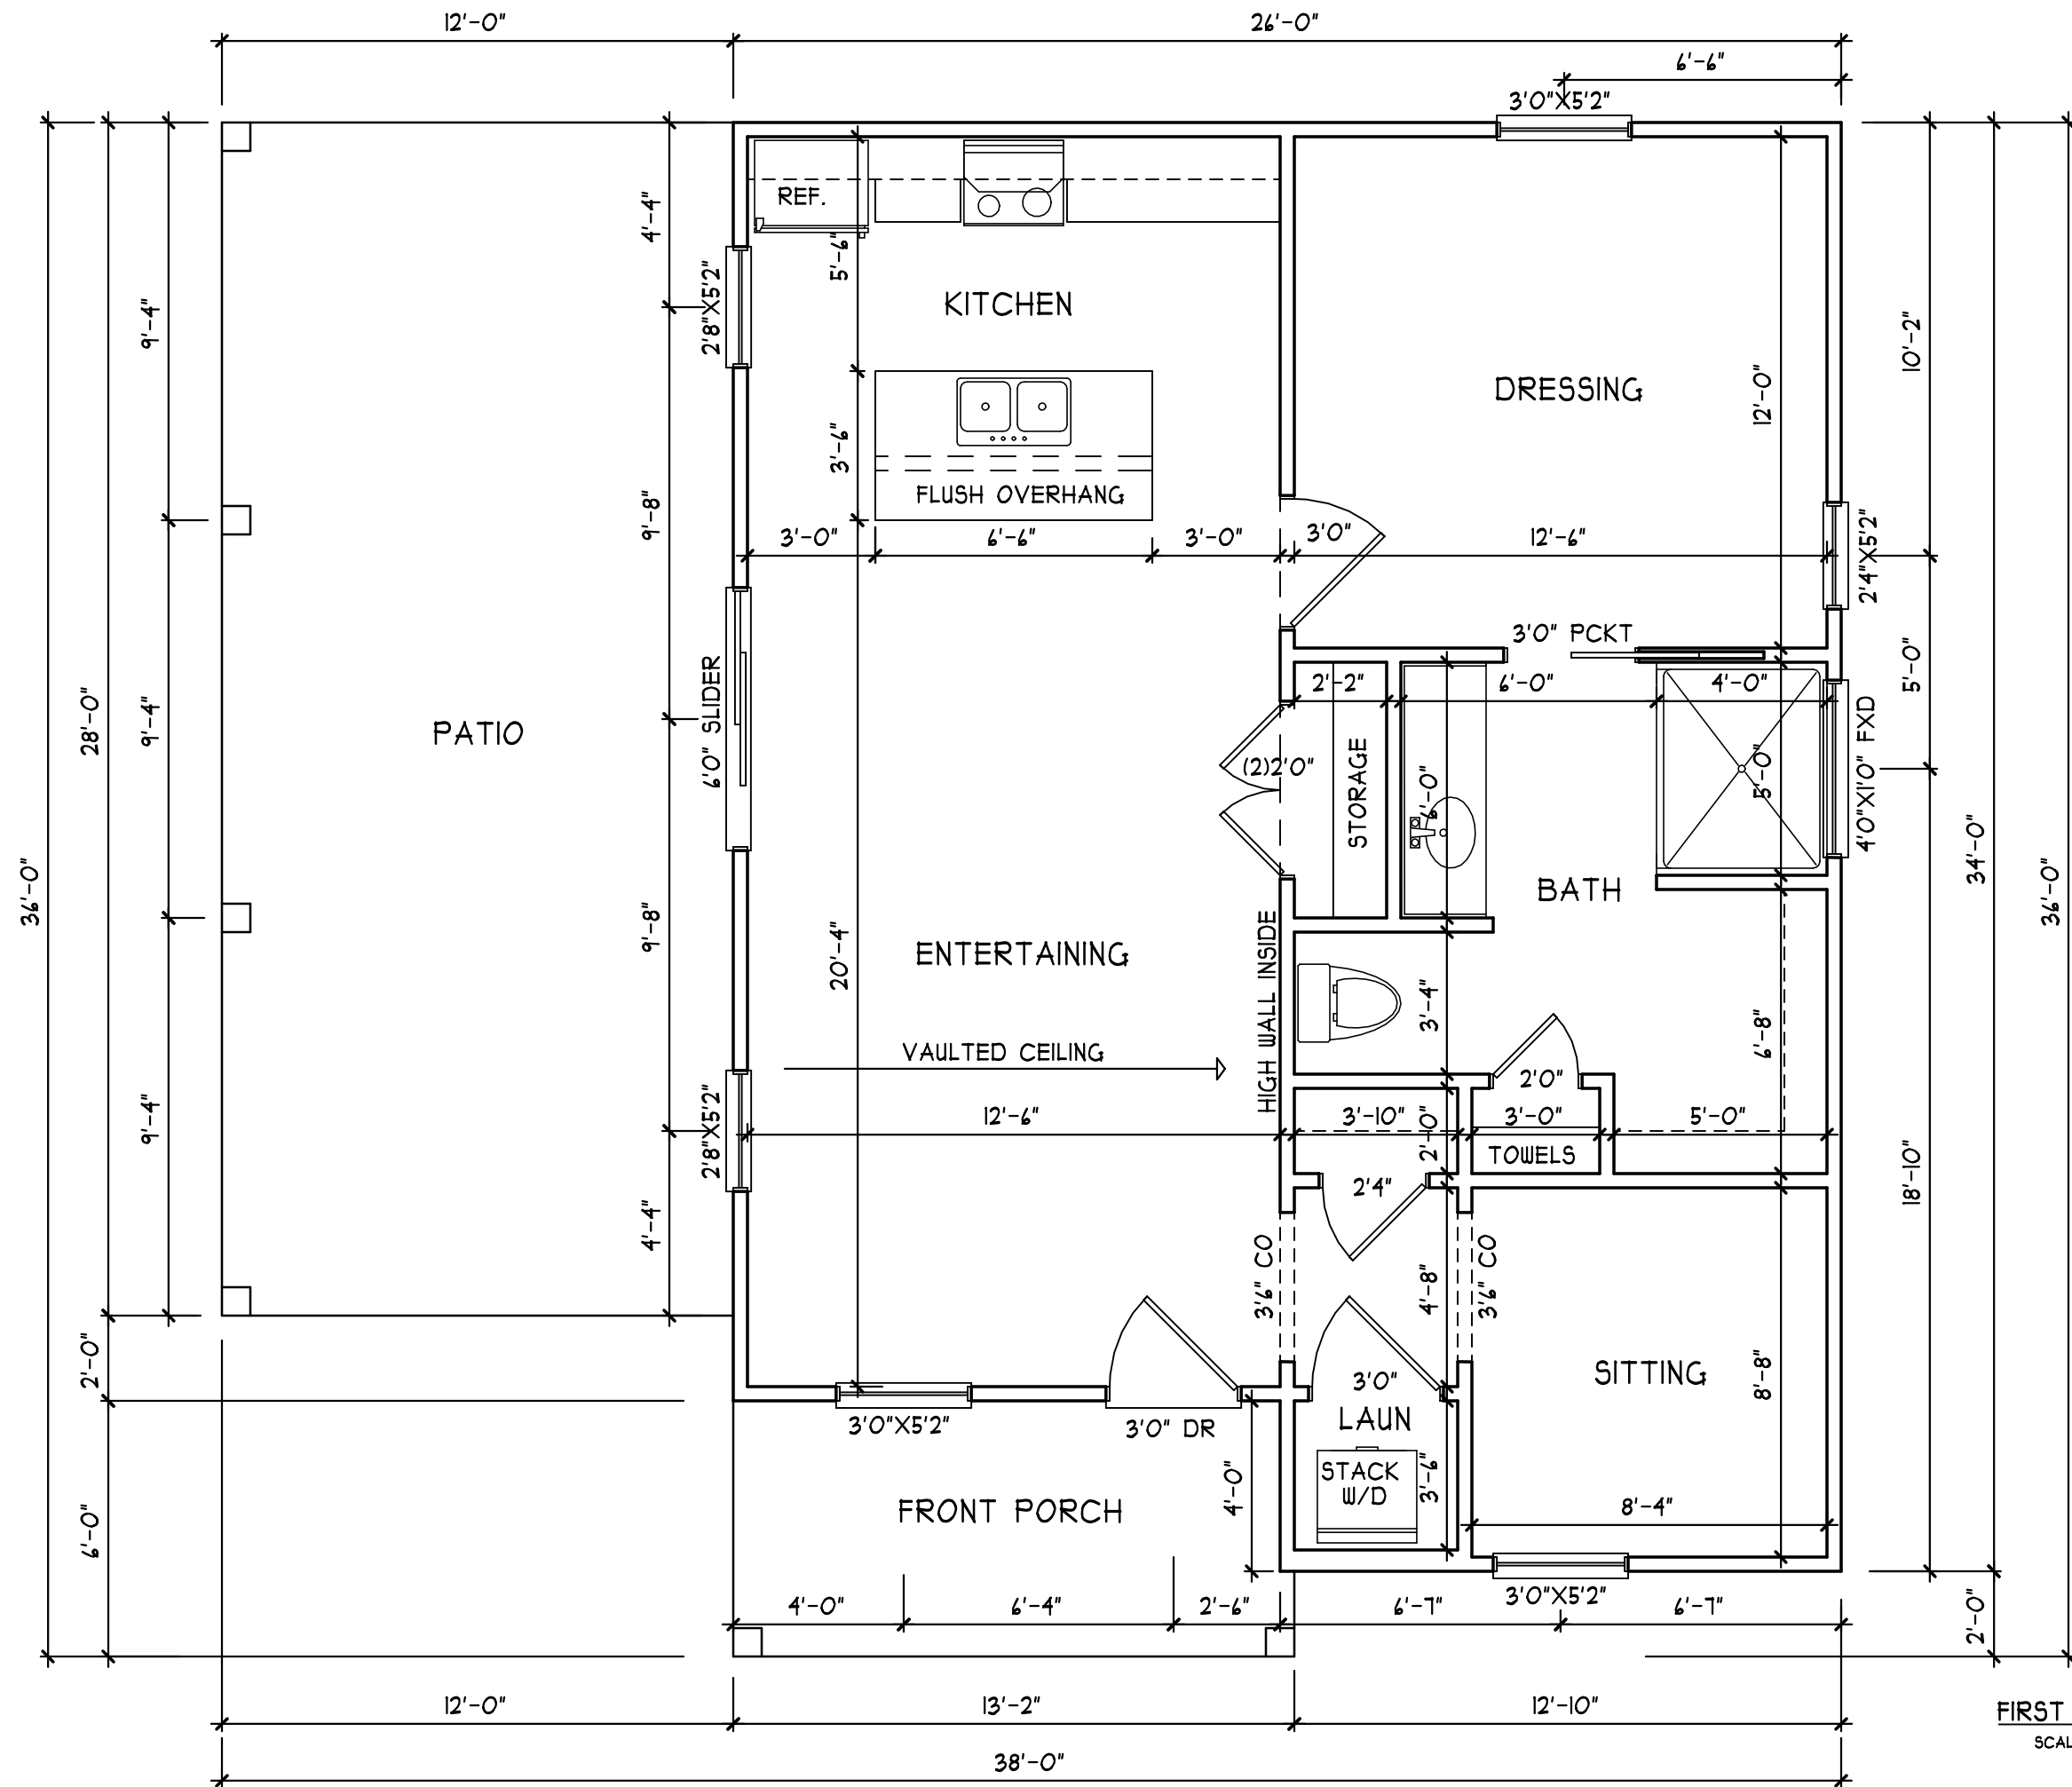 12'-0"
26'-0"
6'-6"
3'0"X5'2"
REF.
4'-4"
5'-6"
2'8"X5'2"
KITCHEN
9'-4"
10'-2"
DRESSING
12'-0"
3'-6"
FLUSH OVERHANG
9'-8"
3'-0"
6'-6"
3'-0"
3'0"
12'-6"
2'4"X5'2"
3'0" PCKT
28'-0"
9'-4"
PATIO
6'0" SLIDER
2'-2"
6'-0"
4'-0"
5'-0"
(2)2'0"
STORAGE
6'-0"
5'-0"
4'0"X1'0" FXD
36'-0"
34'-0"
36'-0"
BATH
9'-8"
20'-4"
ENTERTAINING
HIGH WALL INSIDE
3'-4"
6'-8"
VAULTED CEILING
2'0"
9'-4"
2'8"X5'2"
12'-6"
3'-10"
2'-0"
3'-0"
5'-0"
TOWELS
18'-10"
2'4"
4'-4"
3'6" CO
4'-8"
3'6" CO
2'-0"
SITTING
8'-8"
3'0"
LAUN
3'0"X5'2"
3'0" DR
STACK
W/D
3'-6"
4'-0"
FRONT PORCH
8'-4"
6'-0"
3'0"X5'2"
4'-0"
6'-4"
2'-6"
6'-7"
6'-7"
2'-0"
12'-0"
13'-2"
12'-10"
FIRST
SCAL
38'-0"